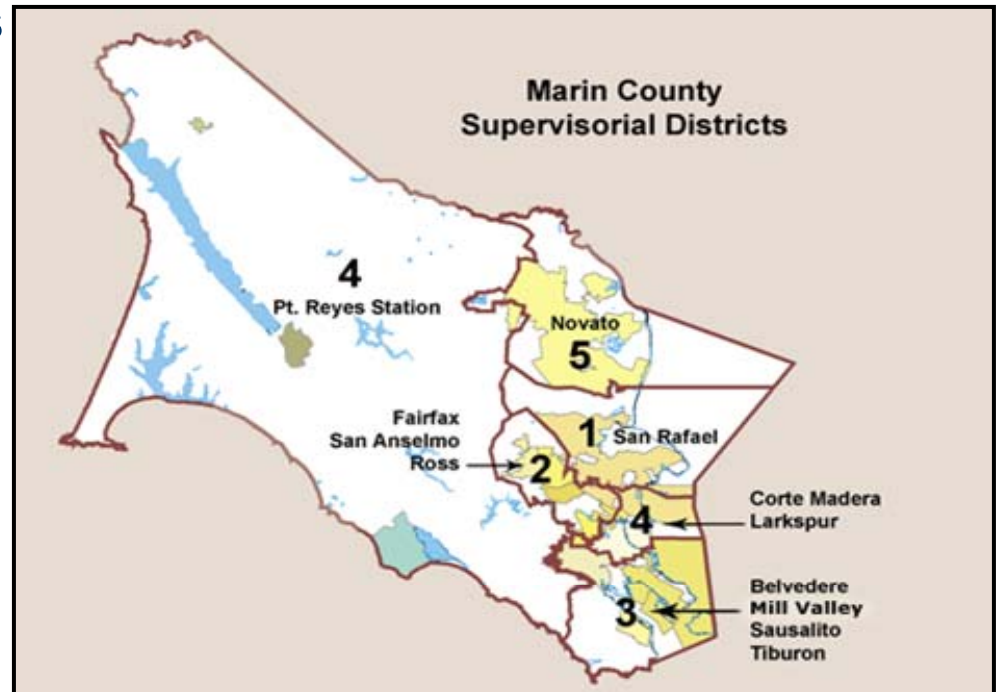 Marin County
Supervisorial Districts
4
Pt. Reyes Station
Novato
5
Fairfax
San Anselmo
Ross
1
San Rafael
2
4
Corte Madera
Larkspur
3
Belvedere
Mill Valley
Sausalito
Tiburon